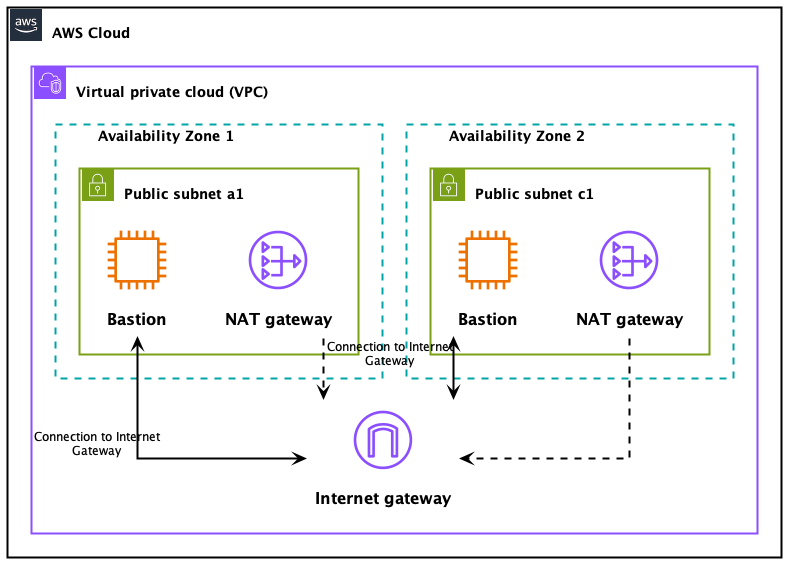 aws
AWS Cloud
Virtual private cloud (VPC)
Availability Zone 1
Availability Zone 2
Public subnet a1
Public subnet c1
Bastion
NAT gateway
Bastion
NAT gateway
Connection to Internet
Gateway
Connection to Internet
Gateway
Internet gateway